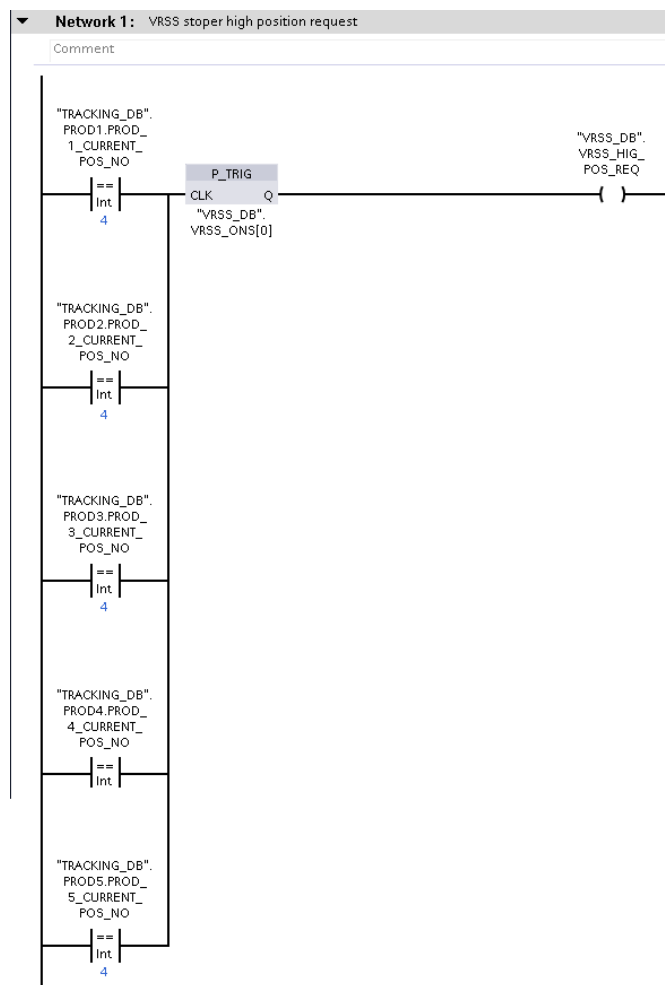 Network 1: VRSS stoper high position request
Comment
"TRACKING_DB".
PROD1.PROD_
1_CURRENT_
POS_NO
==
Int
4
P_TRIG
CLK Q
"VRSS_DB".
VRSS_ONS[0]
"VRSS_DB".
VRSS_HIG_
POS_REQ
"TRACKING_DB".
PROD2.PROD_
2_CURRENT_
POS_NO
==
Int
4
"TRACKING_DB".
PROD3.PROD_
3_CURRENT_
POS_NO
==
Int
4
"TRACKING_DB".
PROD4.PROD_
4_CURRENT_
POS_NO
==
Int
"TRACKING_DB".
PROD5.PROD_
5_CURRENT_
POS_NO
==
Int
4